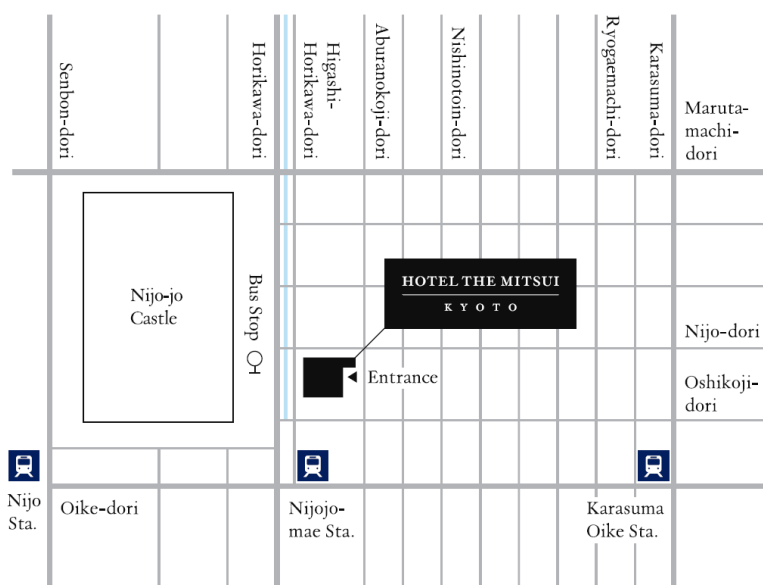 Senbon-dori
Horikawa-dori
Higashi-
Horikawa-dori
Aburanokoji-dori
Nishinotoin-dori
Ryogaemachi-dori
Karasuma-dori
Maruta-
machi-
dori
Nijo-jo
Castle
Bus Stop
HOTEL THE MITSUI
KYOTO
Entrance
Nijo-dori
Oshikoji-
dori
Nijo
Sta.
Oike-dori
Nijojo-
mae Sta.
Karasuma
Oike Sta.